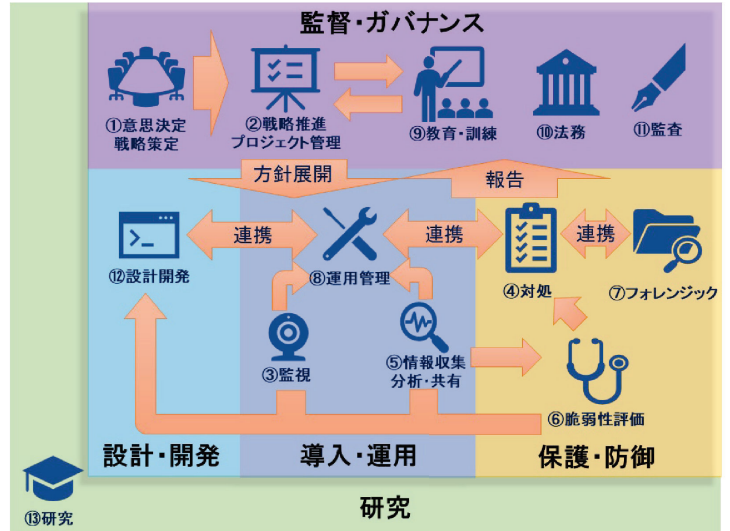 監督・ガバナンス
①意思決定
戦略策定
②戦略推進
プロジェクト管理
⑨教育・訓練
⑩法務
⑪監査
方針展開
報告
連携
連携
連携
⑫設計開発
⑧運用管理
④対処
⑦フォレンジック
③監視
⑤情報収集
分析・共有
⑥脆弱性評価
設計・開発
導入・運用
保護・防御
⑬研究
研究